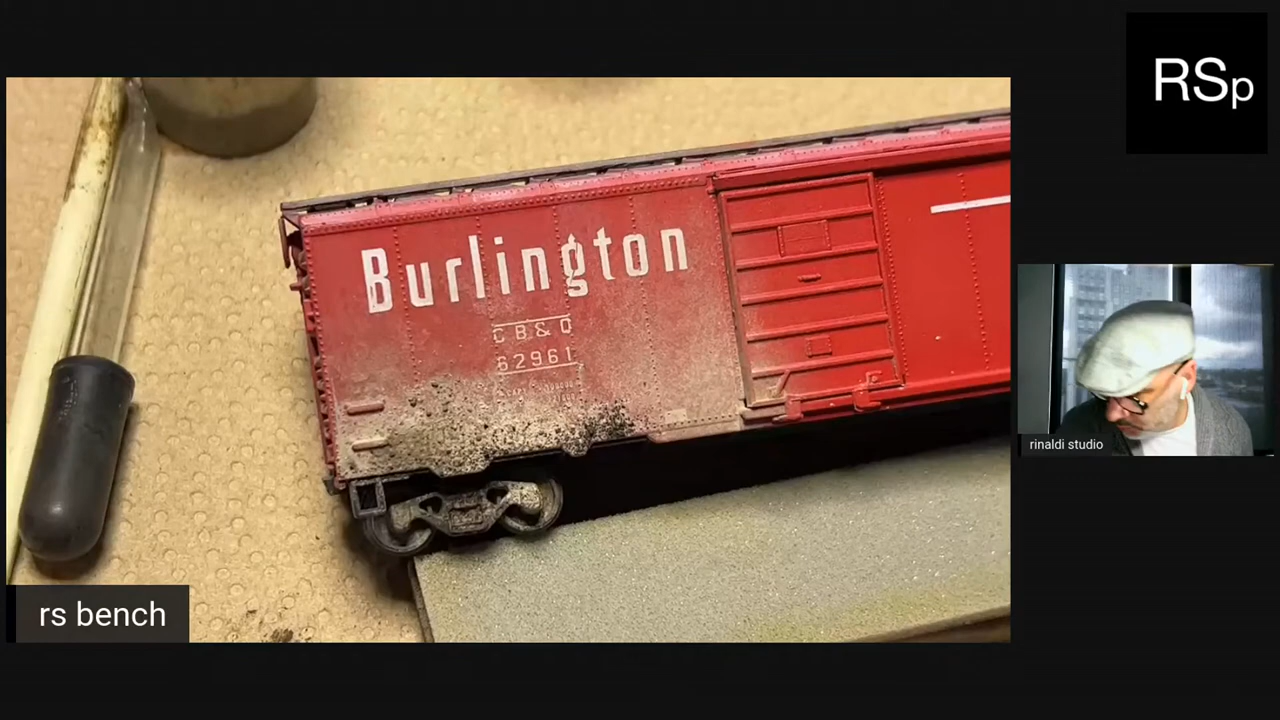 RSp
Burlington
CB&Q
62961
rinaldi studio
rs bench